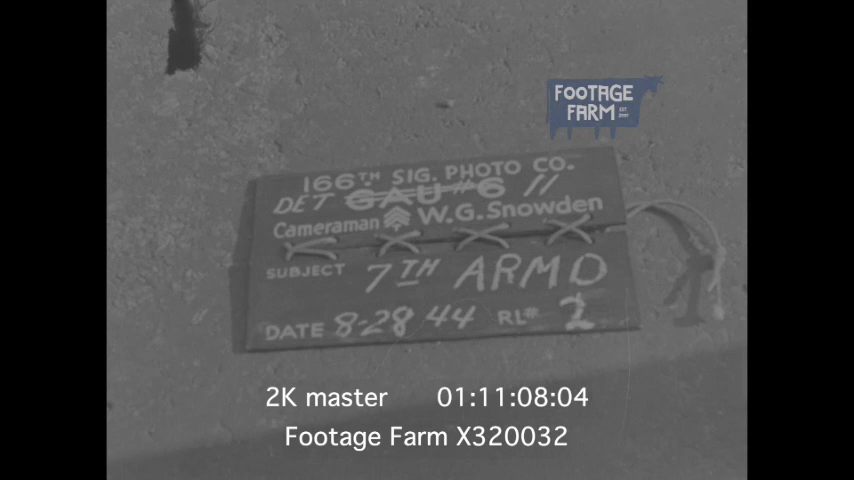 FOOTAGE
FARM
166TH SIG. PHOTO CO.
DET GAU #6 11
Cameraman W.G.Snowden
SUBJECT 7TH ARMD
DATE 8-28 44 RL# 2
2K master 01:11:08:04
Footage Farm X320032